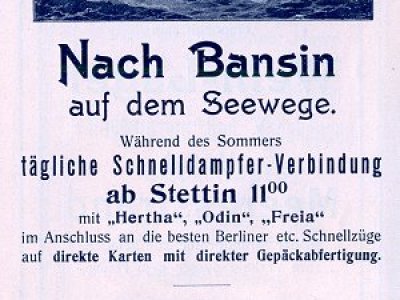 Nach Bansin
auf dem Seewege.
Während des Sommers
tägliche Schnelldampfer-Verbindung
ab Stettin 11⁰⁰
mit „Hertha“, „Odin“, „Freia“
im Anschluss an die besten Berliner etc. Schnellzüge
auf direkte Karten mit direkter Gepäckabfertigung.